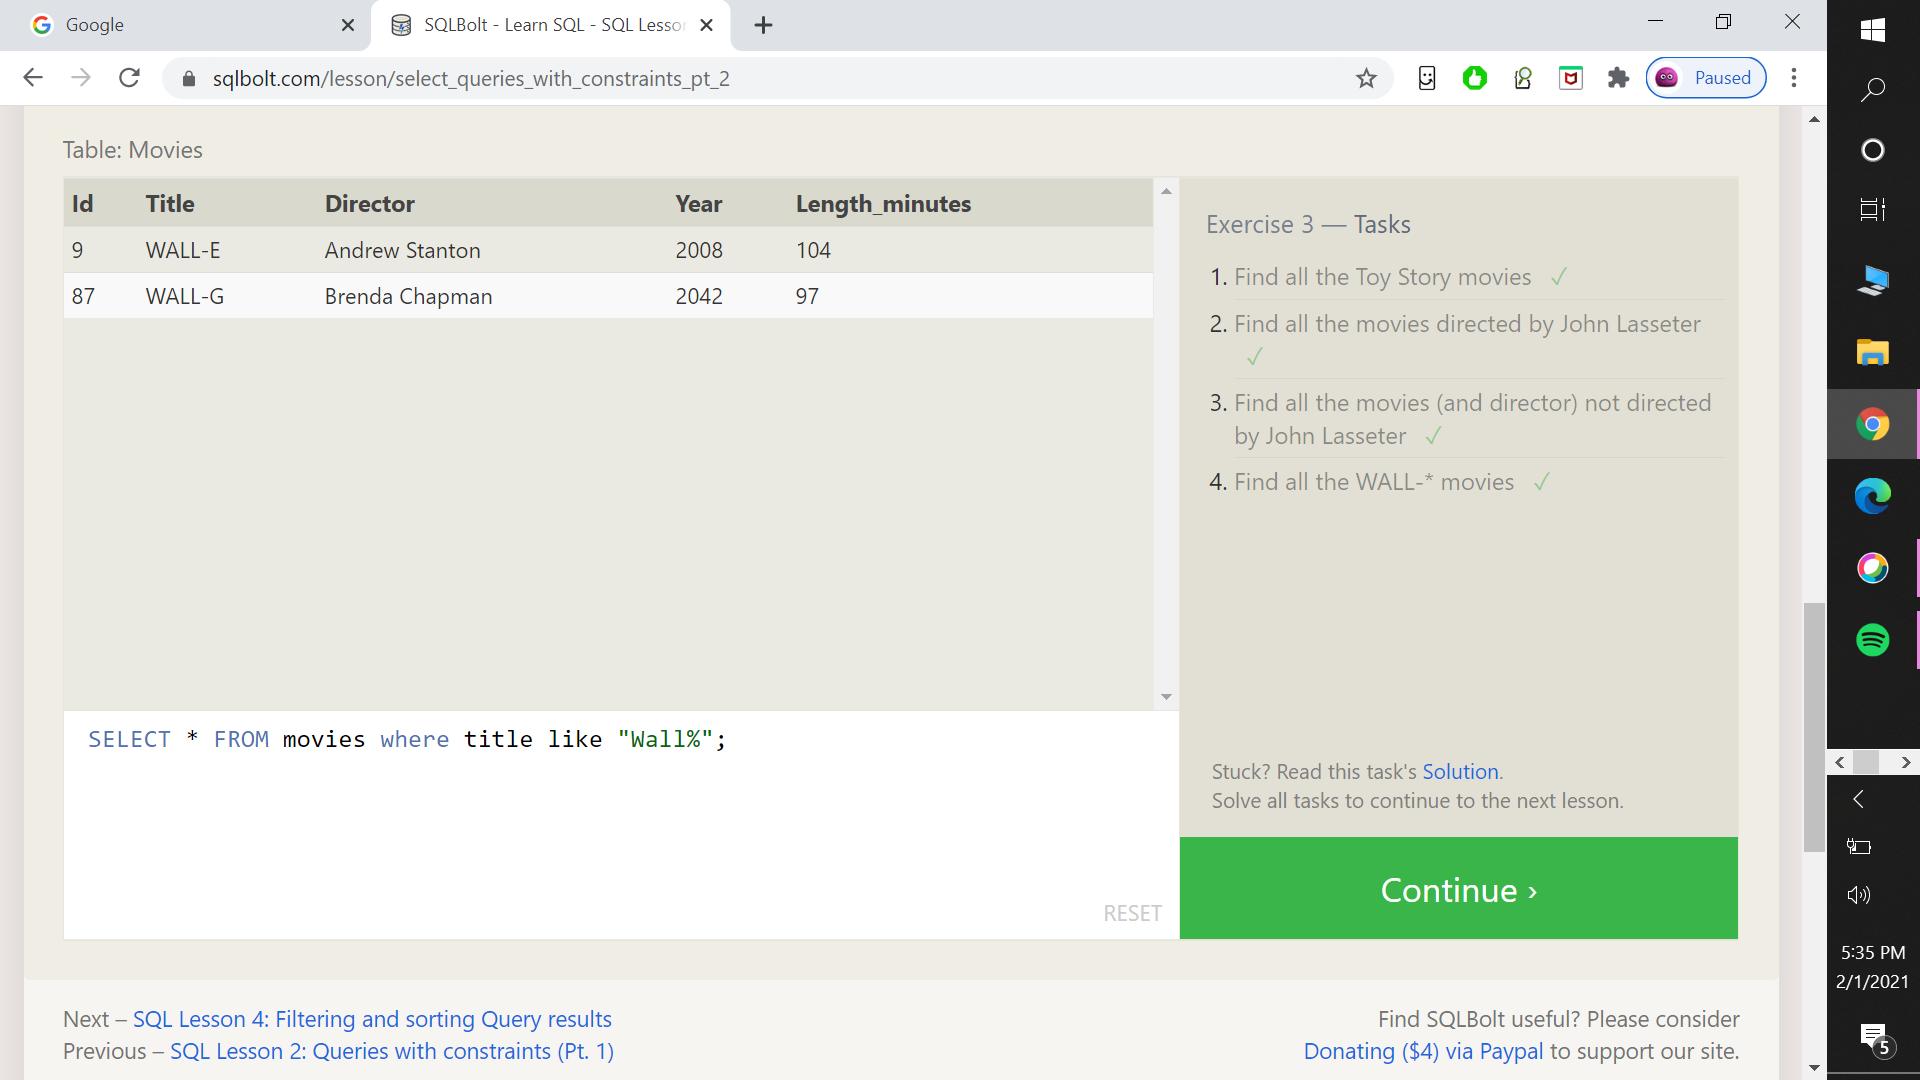 Google
SQLBolt - Learn SQL - SQL Lesso
sqlbolt.com/lesson/select_queries_with_constraints_pt_2
Paused
Table: Movies
Id Title Director Year Length_minutes
9 WALL-E Andrew Stanton 2008 104
87 WALL-G Brenda Chapman 2042 97
SELECT * FROM movies where title like "Wall%";
RESET
Exercise 3 — Tasks
1. Find all the Toy Story movies ✓
2. Find all the movies directed by John Lasseter
✓
3. Find all the movies (and director) not directed
by John Lasseter ✓
4. Find all the WALL-* movies ✓
Stuck? Read this task's Solution.
Solve all tasks to continue to the next lesson.
Continue ›
Next – SQL Lesson 4: Filtering and sorting Query results
Previous – SQL Lesson 2: Queries with constraints (Pt. 1)
Find SQLBolt useful? Please consider
Donating ($4) via Paypal to support our site.
5:35 PM
2/1/2021
5